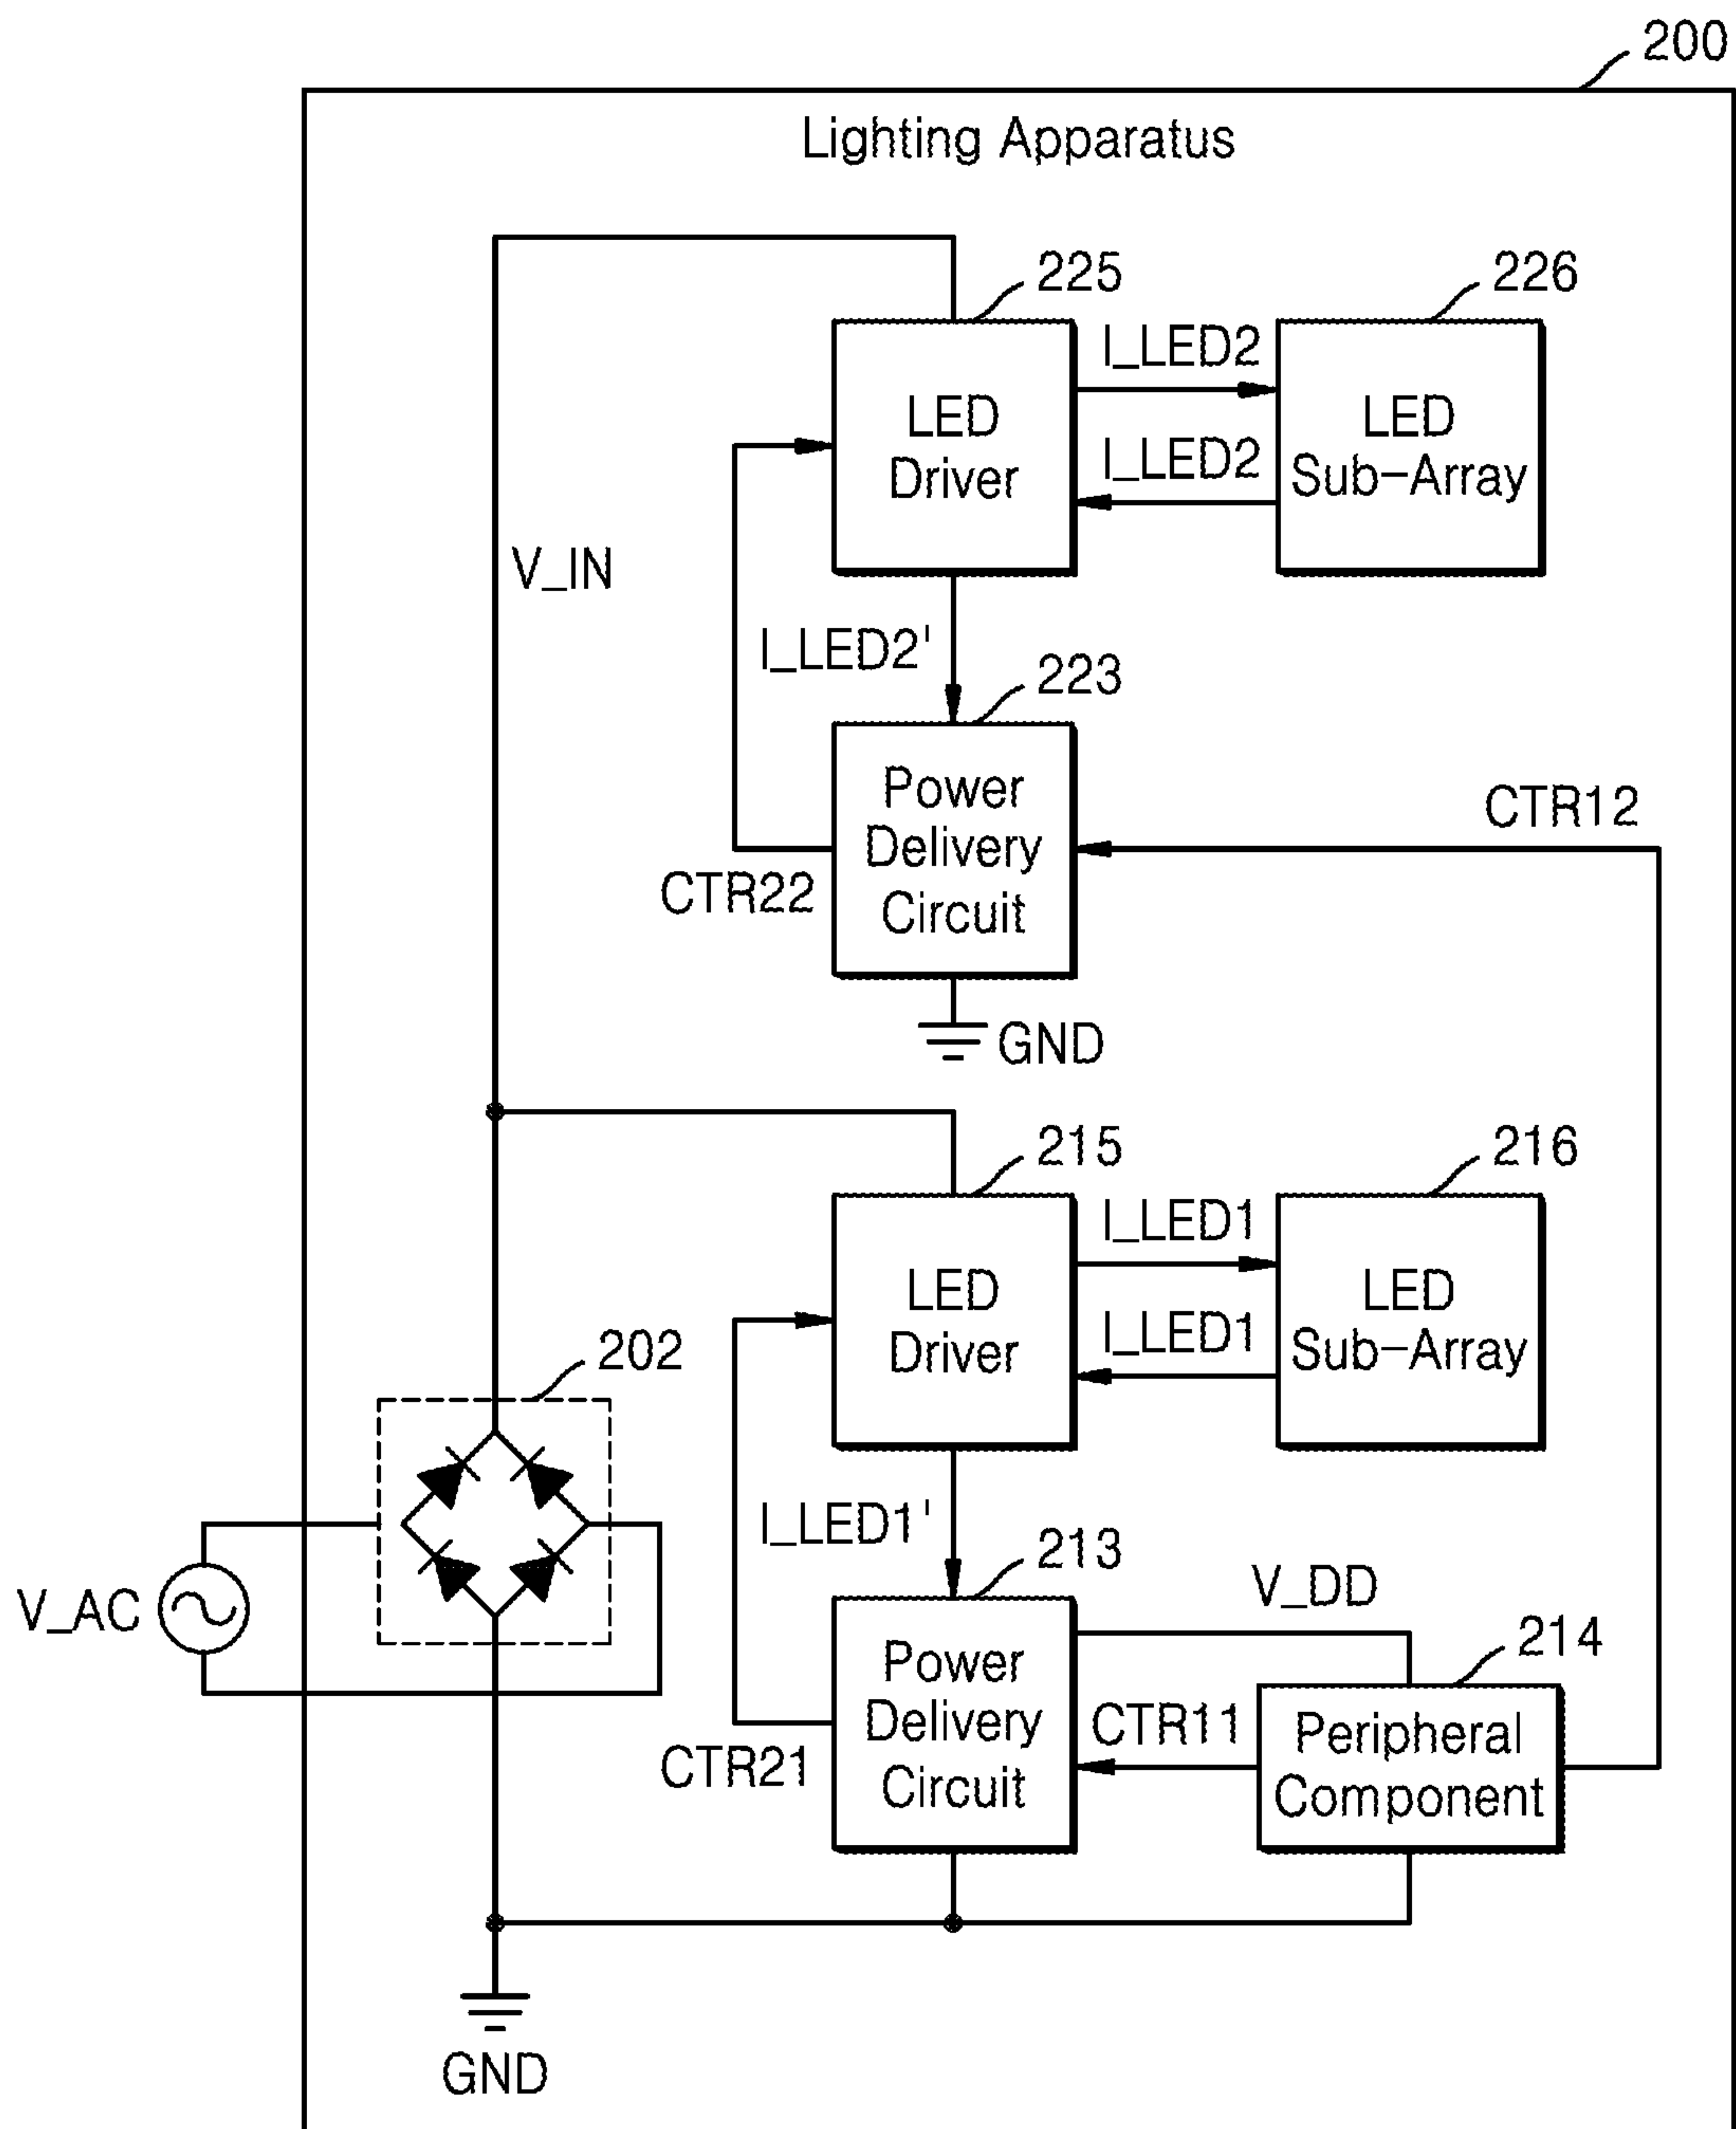 200
Lighting Apparatus
225
226
I_LED2
LED
Driver
I_LED2
LED
Sub-Array
V_IN
I_LED2'
223
Power
Delivery
Circuit
CTR12
CTR22
GND
215
216
I_LED1
LED
Driver
I_LED1
LED
Sub-Array
202
I_LED1'
213
V_DD
V_AC
214
Power
Delivery
Circuit
CTR11
Peripheral
Component
CTR21
GND